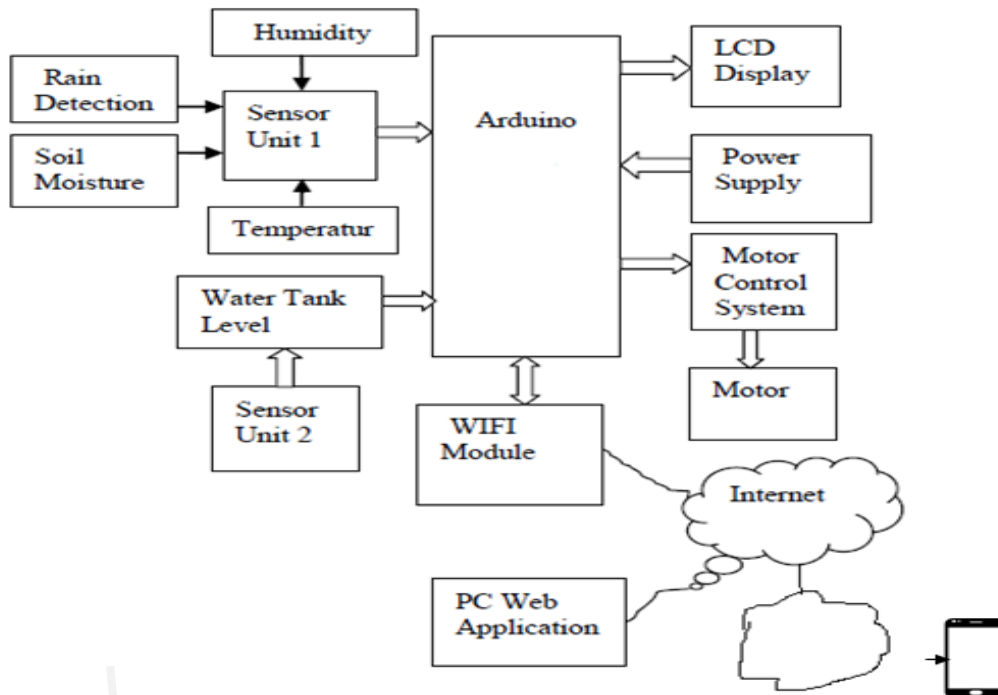 Humidity
Rain
Detection
Soil
Moisture
Sensor
Unit 1
Temperatur
Water Tank
Level
Sensor
Unit 2
Arduino
LCD
Display
Power
Supply
Motor
Control
System
Motor
WIFI
Module
Internet
PC Web
Application